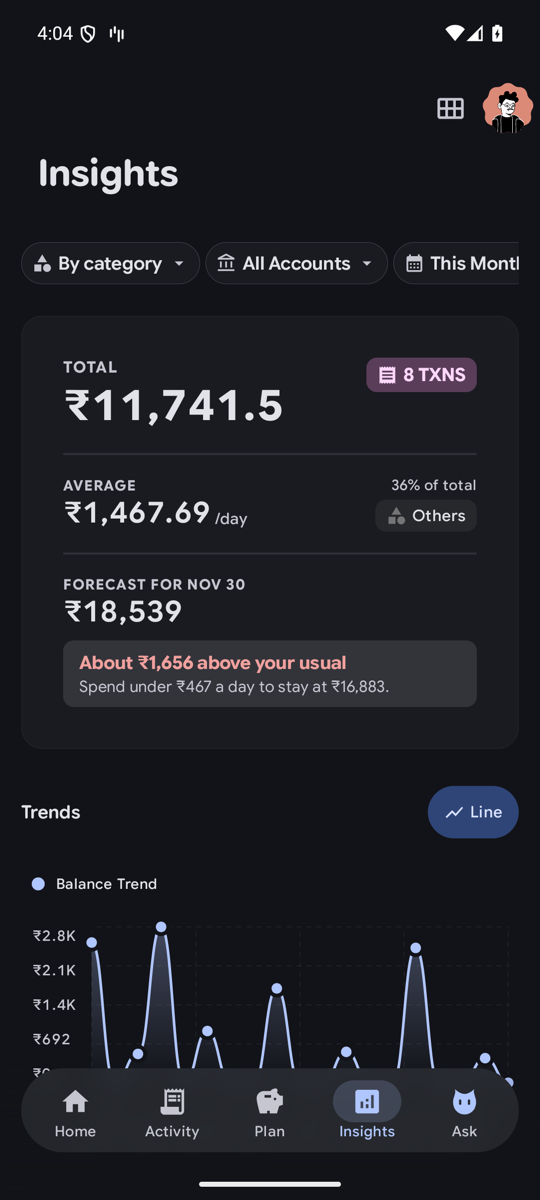 4:04
Insights
By category
All Accounts
This Month
TOTAL
8 TXNS
₹11,741.5
AVERAGE
36% of total
₹1,467.69 /day
Others
FORECAST FOR NOV 30
₹18,539
About ₹1,656 above your usual
Spend under ₹467 a day to stay at ₹16,883.
Trends
Line
Balance Trend
₹2.8K
₹2.1K
₹1.4K
₹692
Home
Activity
Plan
Insights
Ask